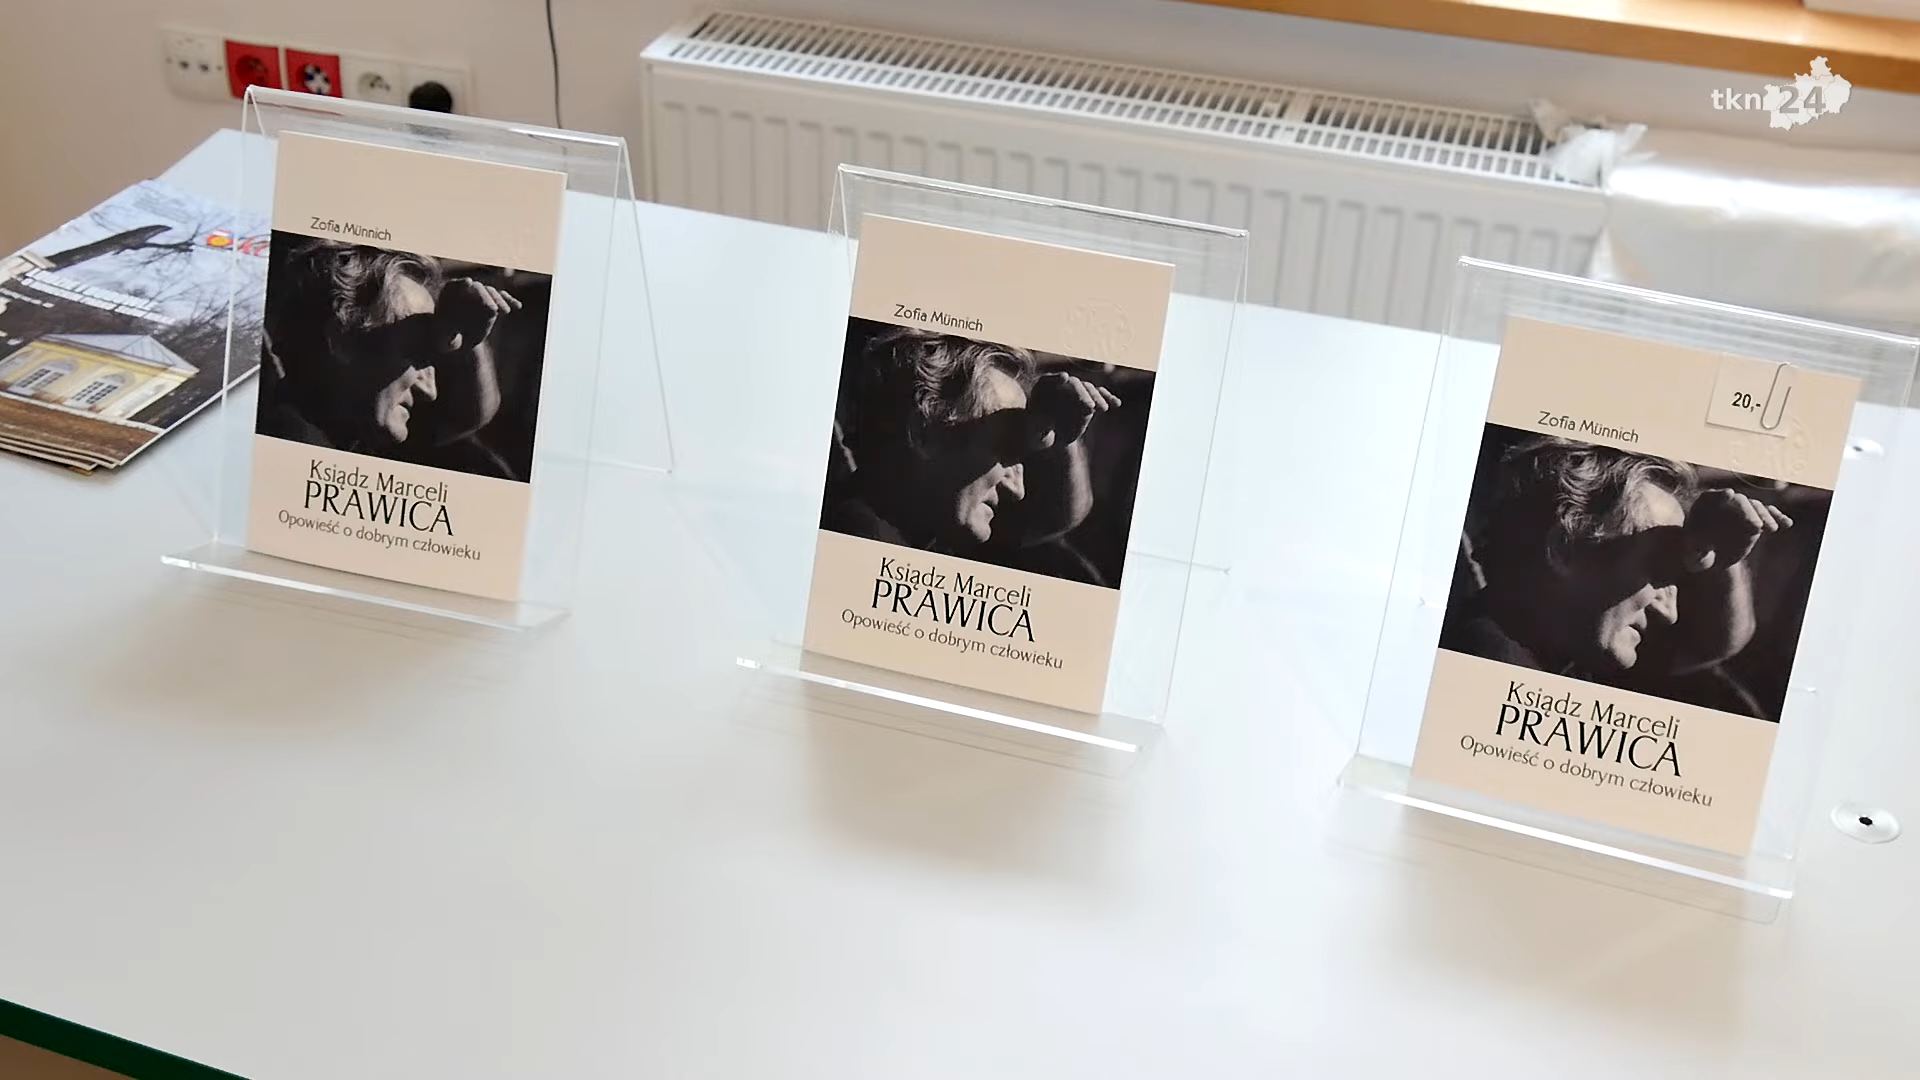 tkn24
Zofia Münnich
Ksiądz Marceli
PRAWICA
Opowieść o dobrym człowieku
Zofia Münnich
Ksiądz Marceli
PRAWICA
Opowieść o dobrym człowieku
20,-
Zofia Münnich
Ksiądz Marceli
PRAWICA
Opowieść o dobrym człowieku